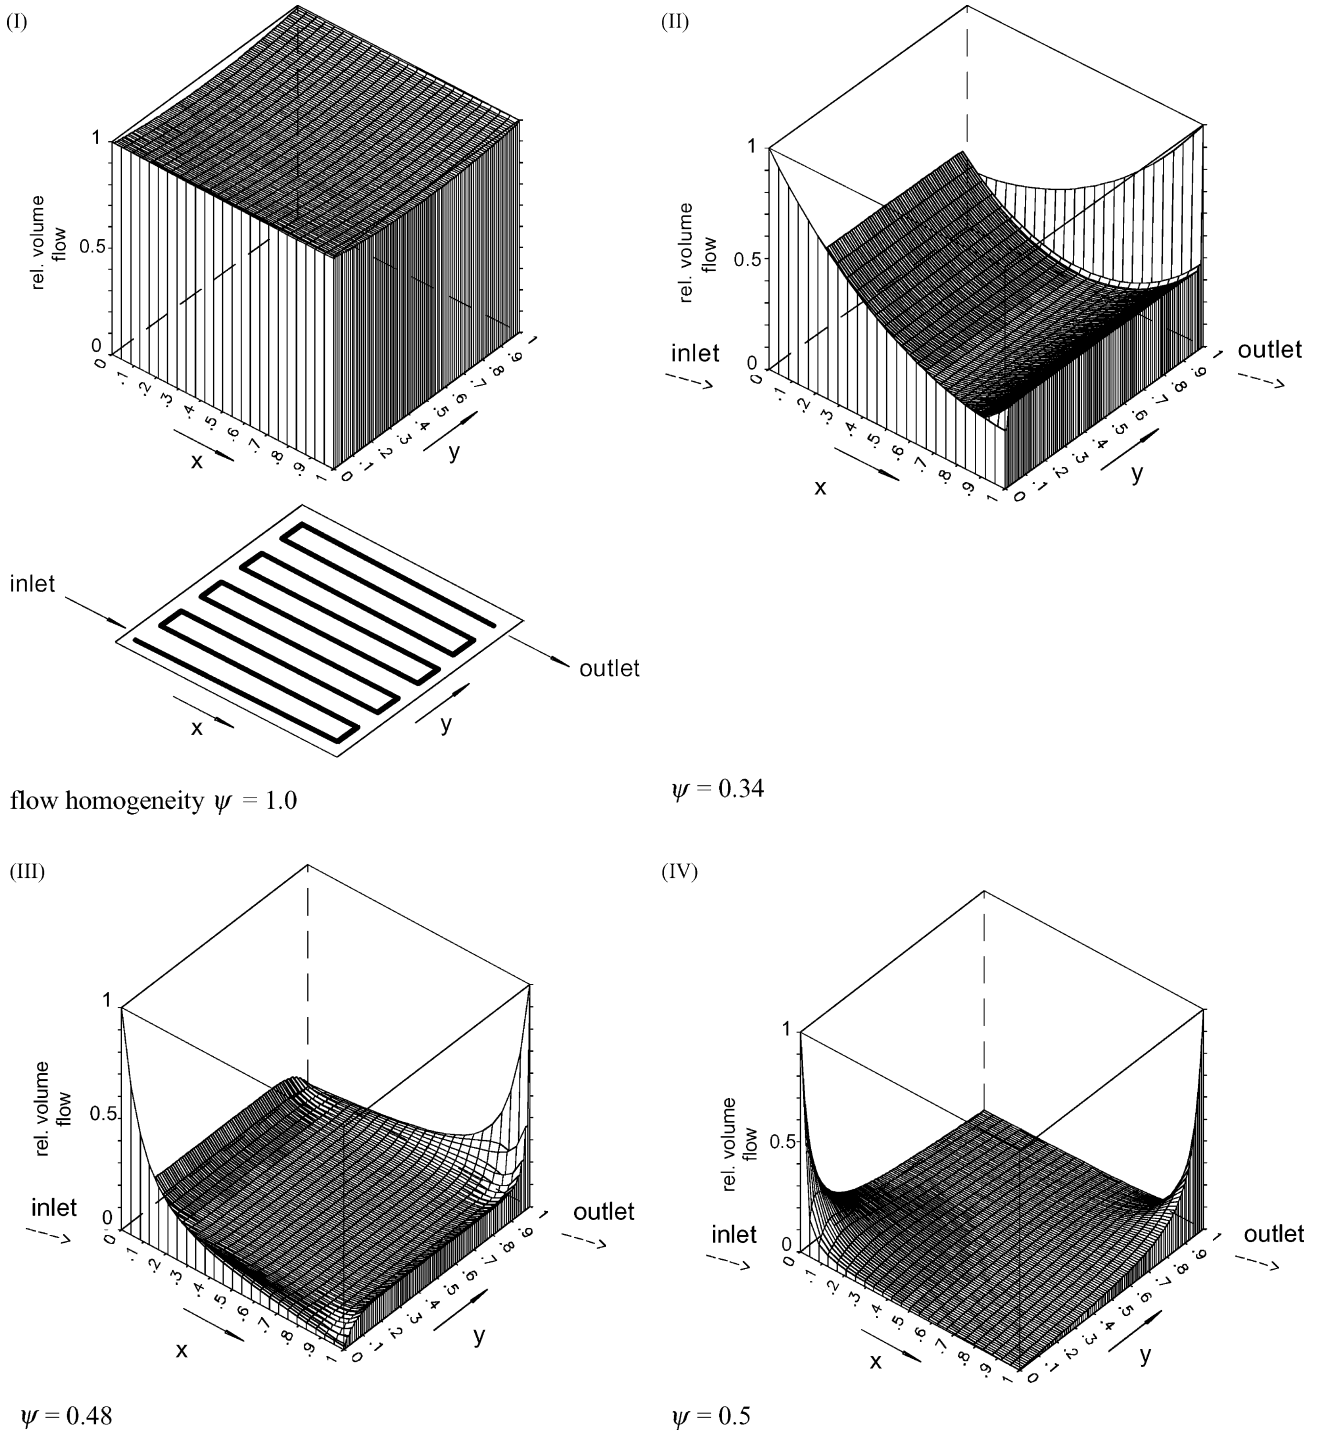 (I)
1
0.5
0
rel. volume
flow
0 .1 .2 .3 .4 .5 .6 .7 .8 .9 1
x
0 .1 .2 .3 .4 .5 .6 .7 .8 .9 1
y
inlet
outlet
x
y
flow homogeneity ψ = 1.0
(II)
1
0.5
0
rel. volume
flow
inlet
outlet
0 .1 .2 .3 .4 .5 .6 .7 .8 .9 1
x
0 .1 .2 .3 .4 .5 .6 .7 .8 .9 1
y
ψ = 0.34
(III)
1
0.5
0
rel. volume
flow
inlet
outlet
0 .1 .2 .3 .4 .5 .6 .7 .8 .9 1
x
0 .1 .2 .3 .4 .5 .6 .7 .8 .9 1
y
ψ = 0.48
(IV)
1
0.5
0
rel. volume
flow
inlet
outlet
0 .1 .2 .3 .4 .5 .6 .7 .8 .9 1
x
0 .1 .2 .3 .4 .5 .6 .7 .8 .9 1
y
ψ = 0.5